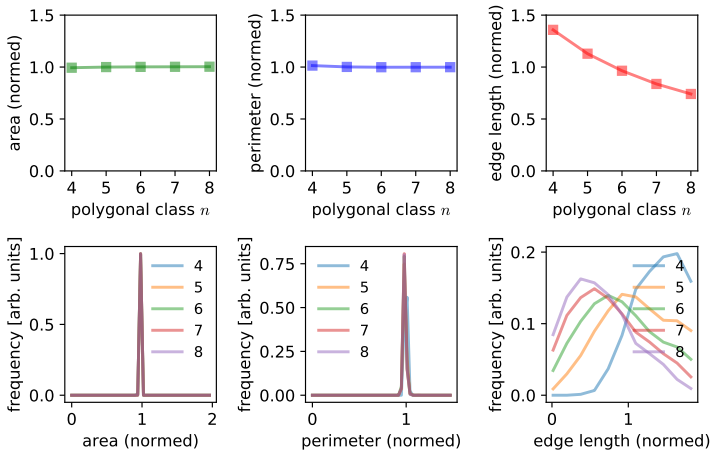 area (normed)
1.5
1.0
0.5
0.0
4 5 6 7 8
polygonal class n
perimeter (normed)
1.5
1.0
0.5
0.0
4 5 6 7 8
polygonal class n
edge length (normed)
1.5
1.0
0.5
0.0
4 5 6 7 8
polygonal class n
frequency [arb. units]
1.0
0.5
0.0
4
5
6
7
8
0 1 2
area (normed)
frequency [arb. units]
0.75
0.50
0.25
0.00
4
5
6
7
8
0 1
perimeter (normed)
frequency [arb. units]
0.2
0.1
0.0
4
5
6
7
8
0 1
edge length (normed)